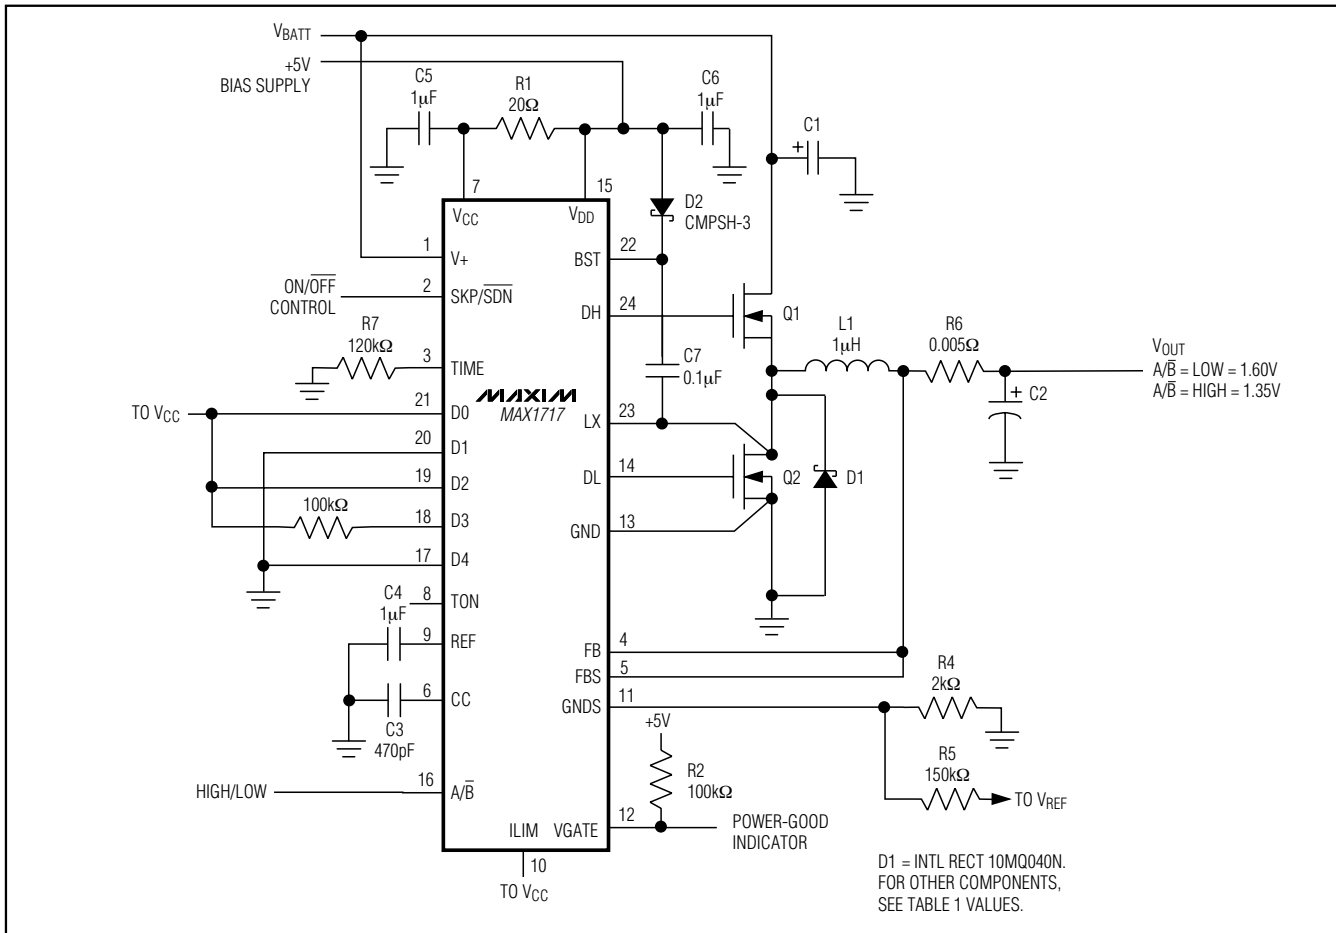 VBATT
+5V
BIAS SUPPLY
C5
1µF
R1
20Ω
C6
1µF
C1
+
7
15
VCC
VDD
D2
CMPSH-3
1
V+
BST
22
ON/O̅F̅F̅
CONTROL
2
SKP/S̅D̅N̅
DH
24
Q1
R7
120kΩ
3
TIME
C7
0.1µF
L1
1µH
R6
0.005Ω
VOUT
A/B̅ = LOW = 1.60V
A/B̅ = HIGH = 1.35V
+
C2
MAXIM
MAX1717
TO VCC
21
D0
LX
23
20
D1
19
D2
DL
14
Q2
D1
100kΩ
18
D3
GND
13
17
D4
C4
1µF
8
TON
9
REF
FB
4
FBS
5
6
CC
GNDS
11
R4
2kΩ
C3
470pF
+5V
R2
100kΩ
R5
150kΩ
TO VREF
HIGH/LOW
16
A/B̅
ILIM
VGATE
12
POWER-GOOD
INDICATOR
10
TO VCC
D1 = INTL RECT 10MQ040N.
FOR OTHER COMPONENTS,
SEE TABLE 1 VALUES.